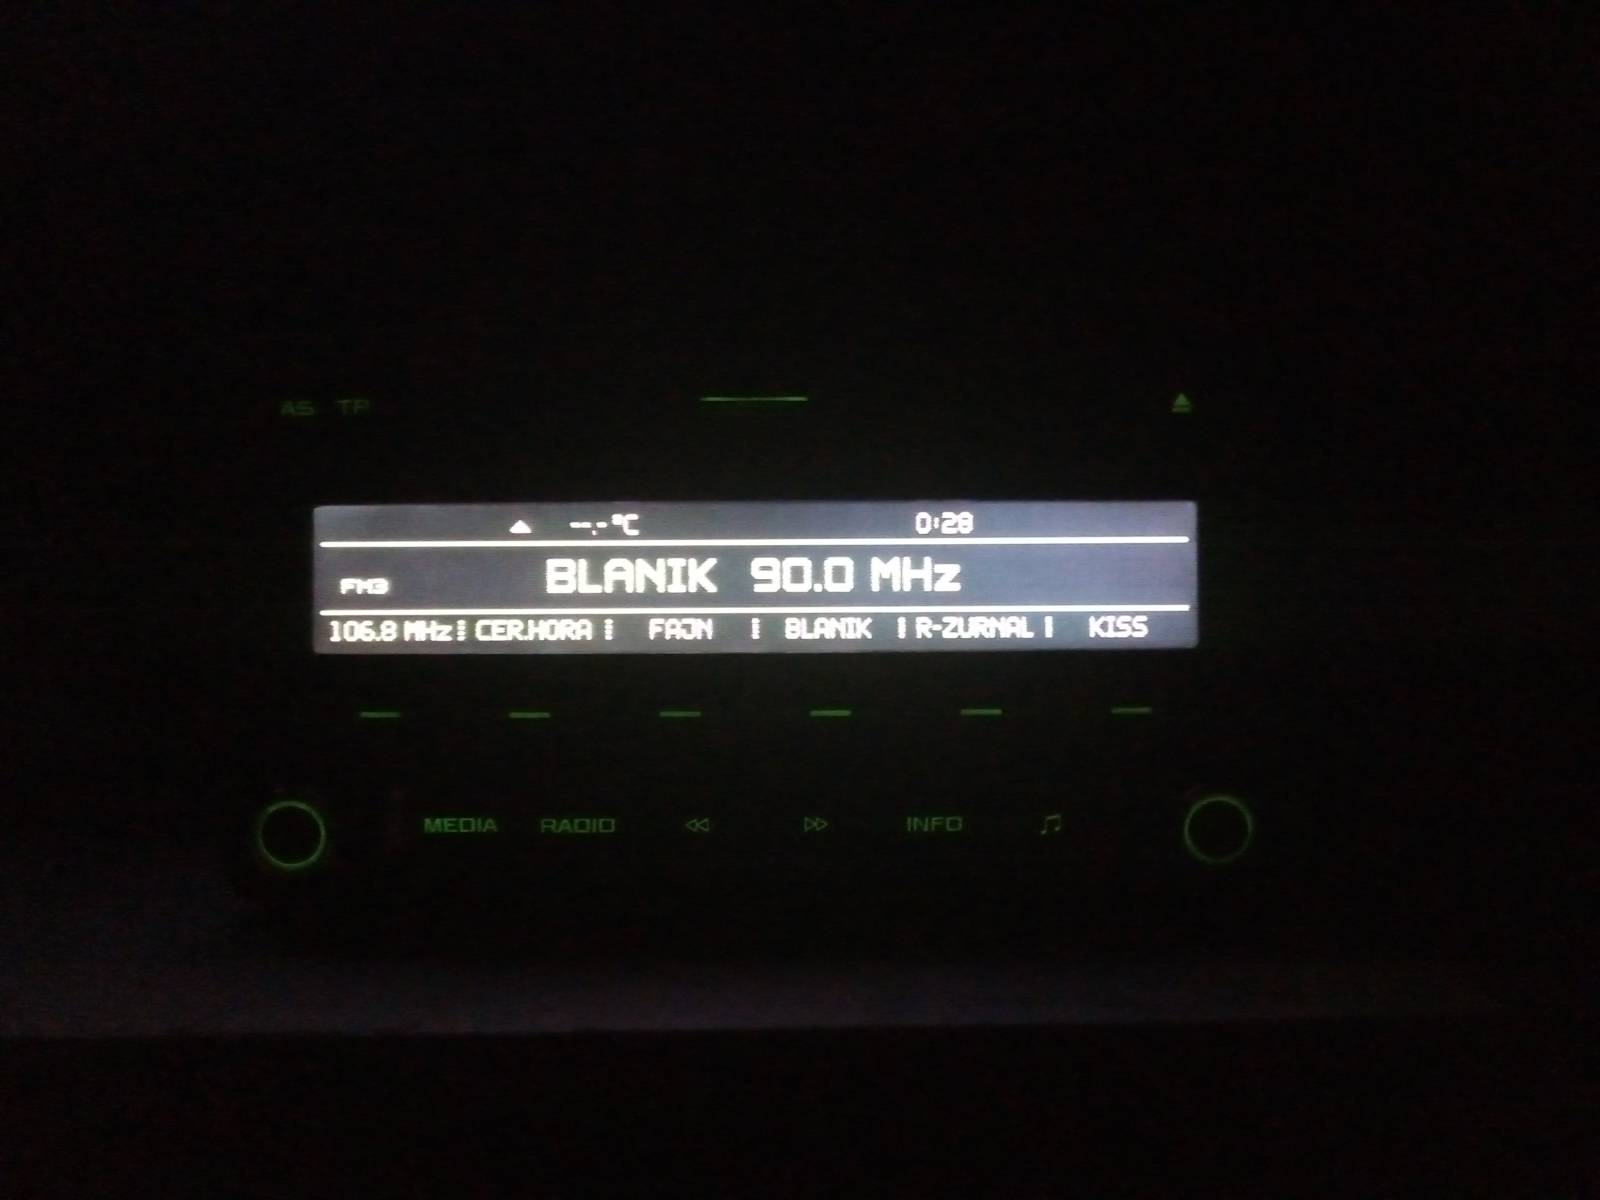 AS TP
--.-°C 0:28
FM3 BLANIK 90.0 MHz
106.8 MHz CER.HORA FAJN BLANIK R-ZURNAL KISS
MEDIA RADIO INFO